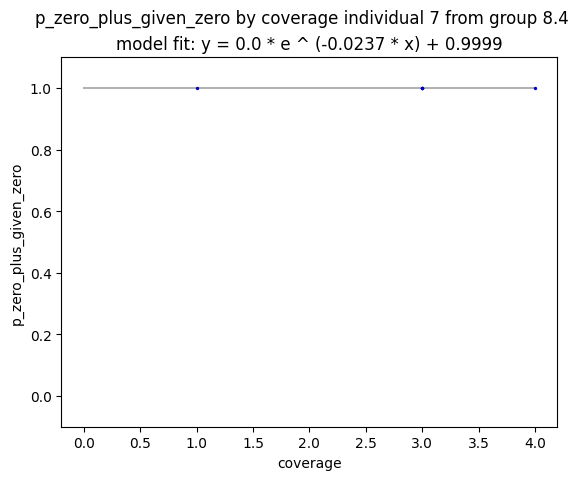 p_zero_plus_given_zero by coverage individual 7 from group 8.4
model fit: y = 0.0 * e ^ (-0.0237 * x) + 0.9999
1.0
0.8
0.6
0.4
0.2
0.0
p_zero_plus_given_zero
0.0 0.5 1.0 1.5 2.0 2.5 3.0 3.5 4.0
coverage